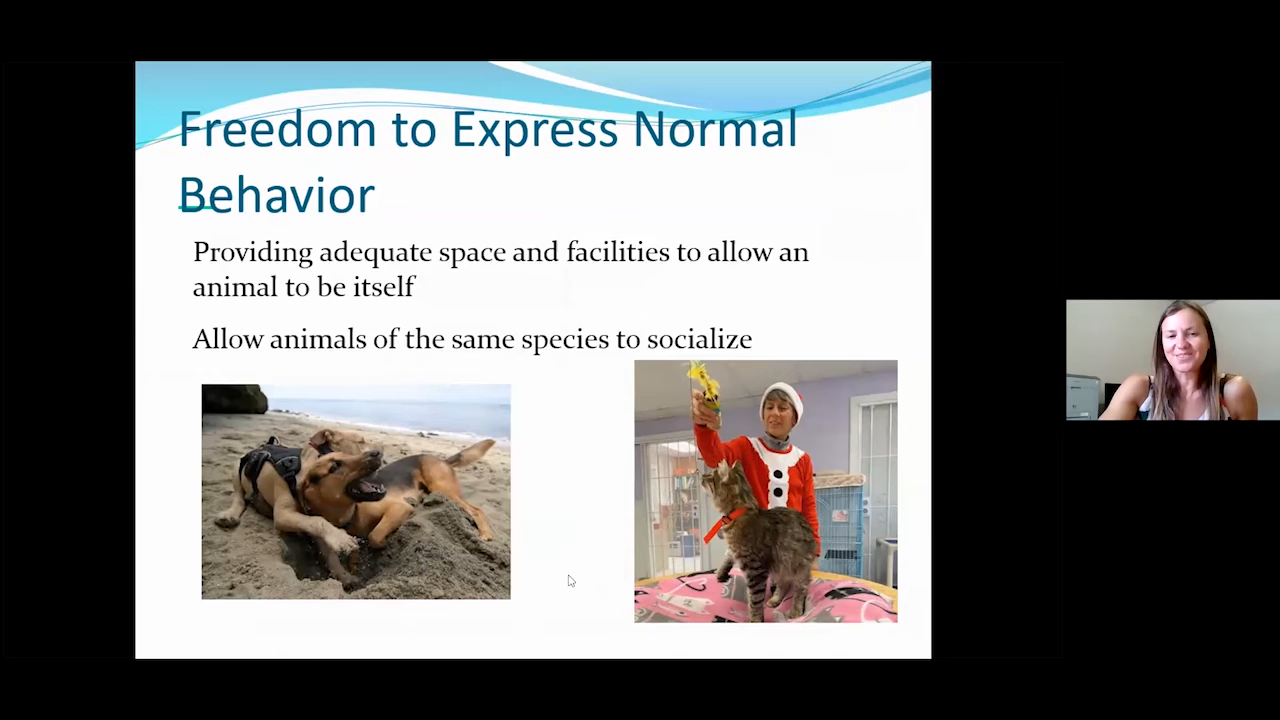 Freedom to Express Normal
Behavior
Providing adequate space and facilities to allow an
animal to be itself
Allow animals of the same species to socialize